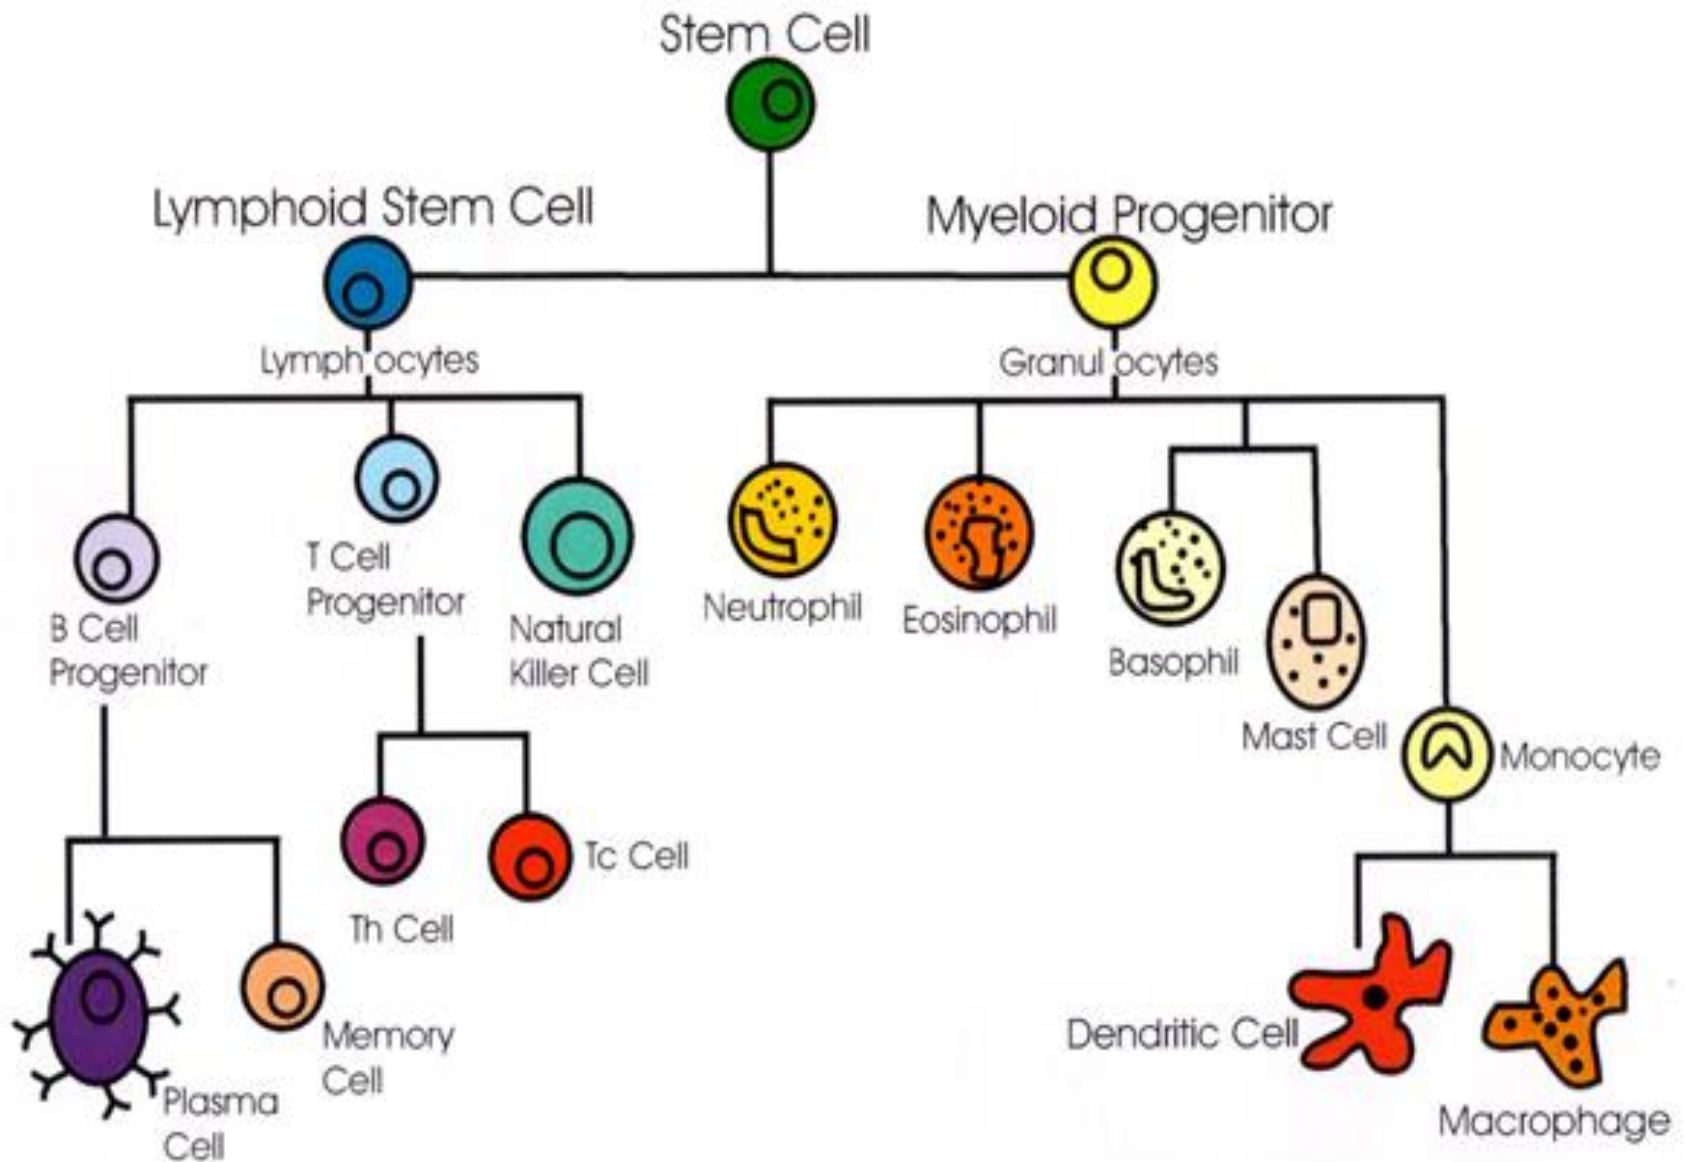 Stem Cell
Lymphoid Stem Cell
Myeloid Progenitor
Lymph ocytes
Granul ocytes
B Cell
Progenitor
T Cell
Progenitor
Natural
Killer Cell
Neutrophil
Eosinophil
Basophil
Mast Cell
Monocyte
Th Cell
Tc Cell
Plasma
Cell
Memory
Cell
Dendritic Cell
Macrophage